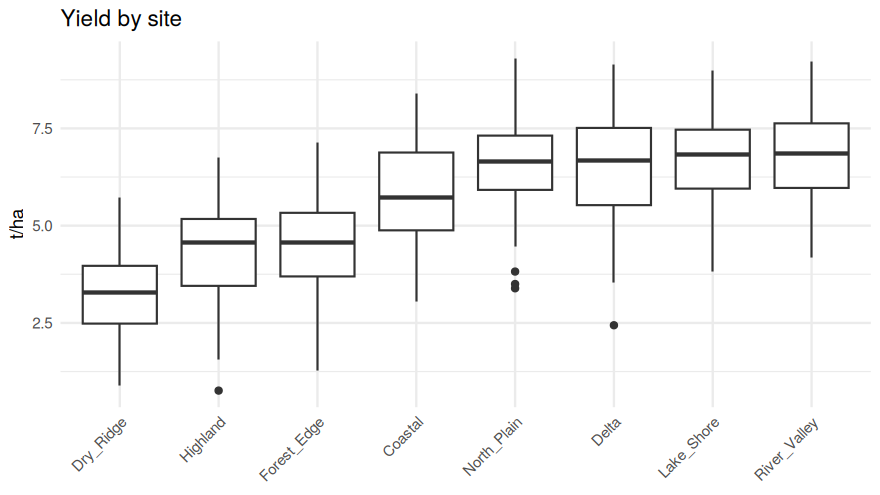 Yield by site
t/ha
7.5
5.0
2.5
Dry_Ridge
Highland
Forest_Edge
Coastal
North_Plain
Delta
Lake_Shore
River_Valley